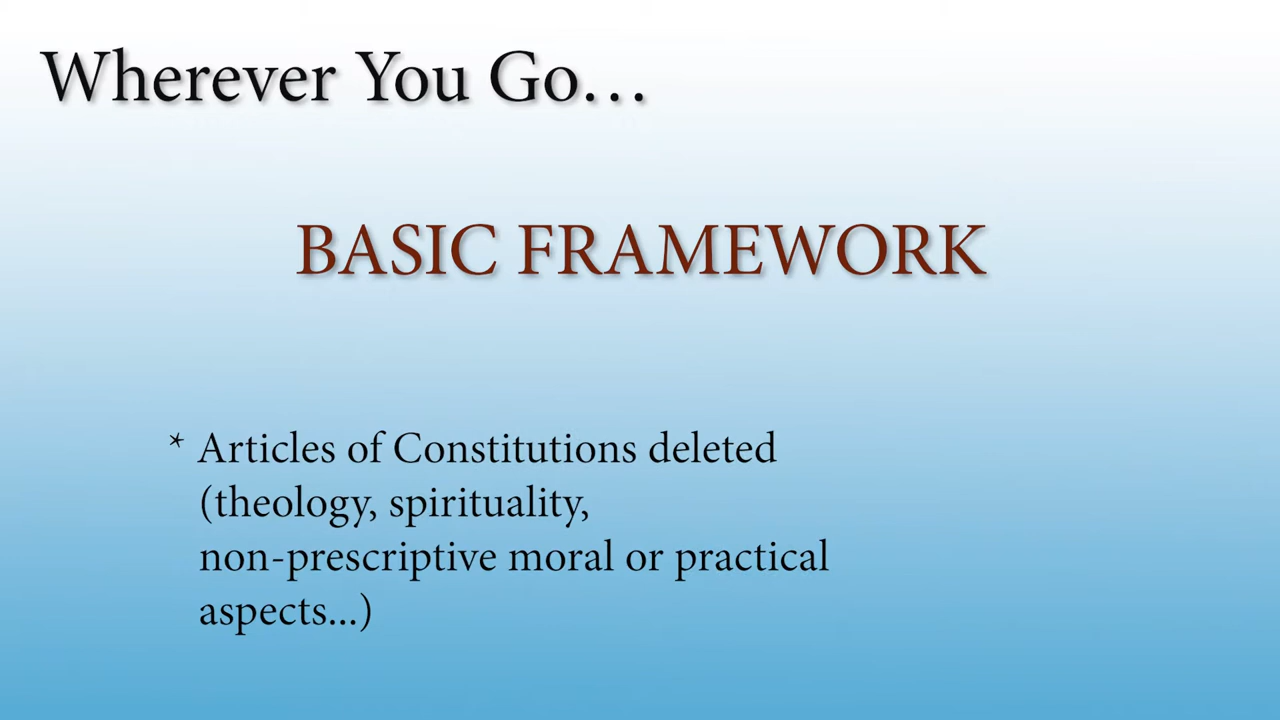 Wherever You Go…
BASIC FRAMEWORK
* Articles of Constitutions deleted
(theology, spirituality,
non-prescriptive moral or practical
aspects...)